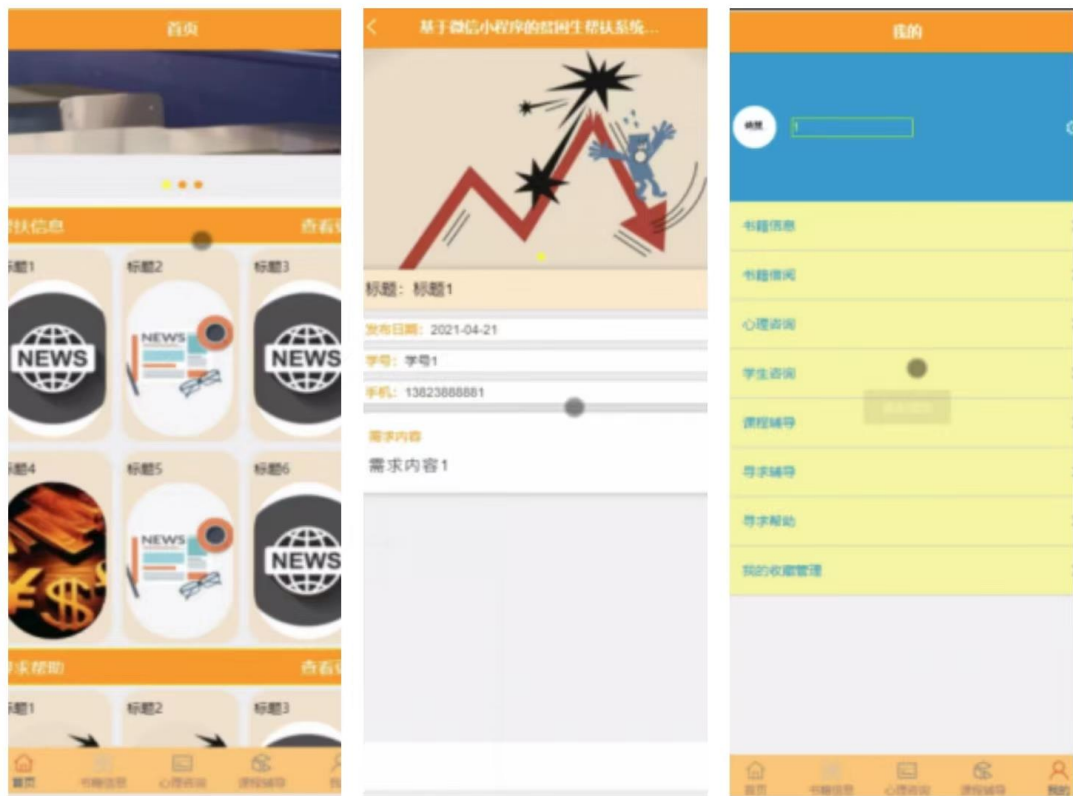 首页
帮扶信息
查看更
标题1
标题2
标题3
NEWS
NEWS
NEWS
标题4
标题5
标题6
NEWS
NEWS
¥$
寻求帮助
查看更
标题1
标题2
标题3
首页
书籍信息
心理咨询
课程辅导
我的
基于微信小程序的贫困生帮扶系统...
标题：标题1
发布日期：2021-04-21
学号：学号1
手机：13823888881
需求内容
需求内容1
我的
1
书籍信息
书籍借阅
心理咨询
学生咨询
课程辅导
寻求辅导
寻求帮助
我的收藏管理
首页
书籍信息
心理咨询
课程辅导
我的